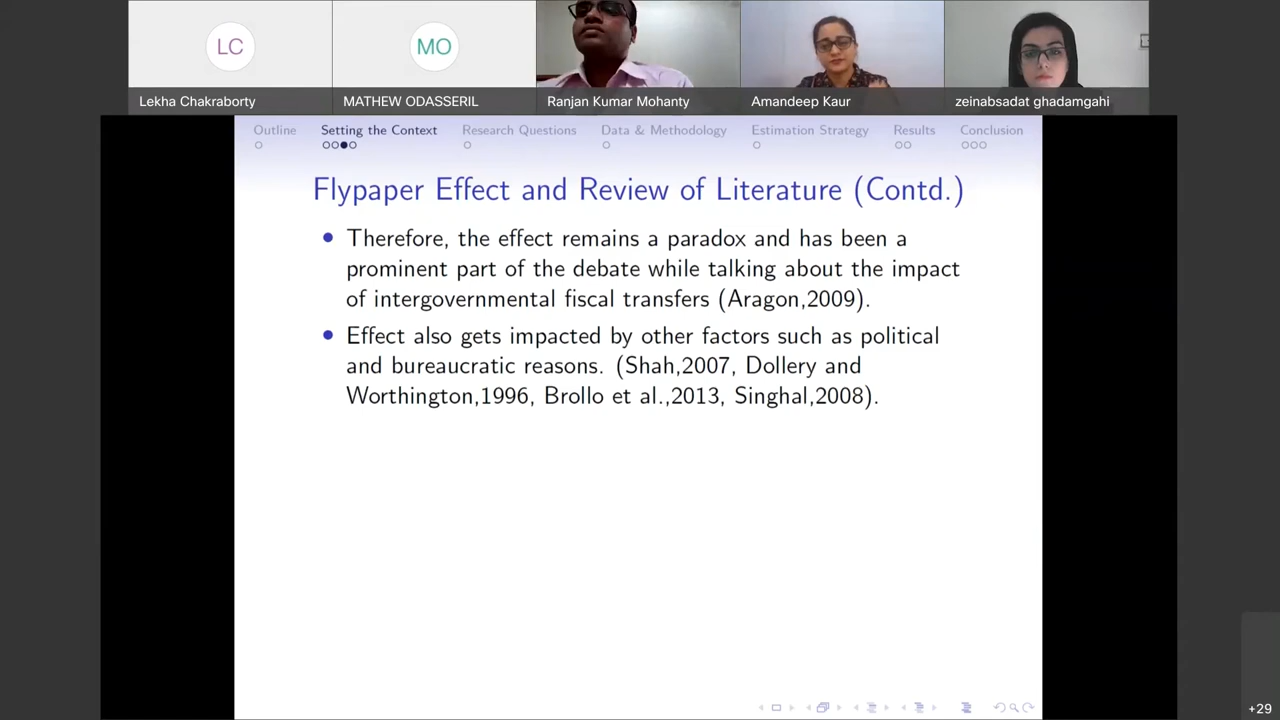 LC
MO
Lekha Chakraborty
MATHEW ODASSERIL
Ranjan Kumar Mohanty
Amandeep Kaur
zeinabsadat ghadamgahi
Outline
Setting the Context
Research Questions
Data & Methodology
Estimation Strategy
Results
Conclusion
Flypaper Effect and Review of Literature (Contd.)
Therefore, the effect remains a paradox and has been a
prominent part of the debate while talking about the impact
of intergovernmental fiscal transfers (Aragon,2009).
Effect also gets impacted by other factors such as political
and bureaucratic reasons. (Shah,2007, Dollery and
Worthington,1996, Brollo et al.,2013, Singhal,2008).
+29